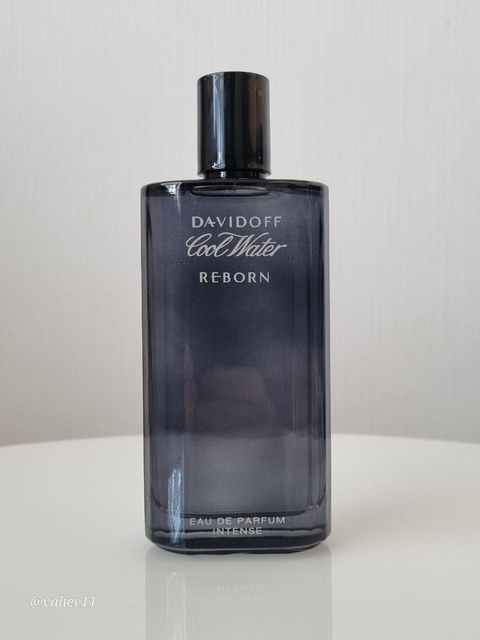 DAVIDOFF
Cool Water
REBORN
EAU DE PARFUM
INTENSE
@valiev11